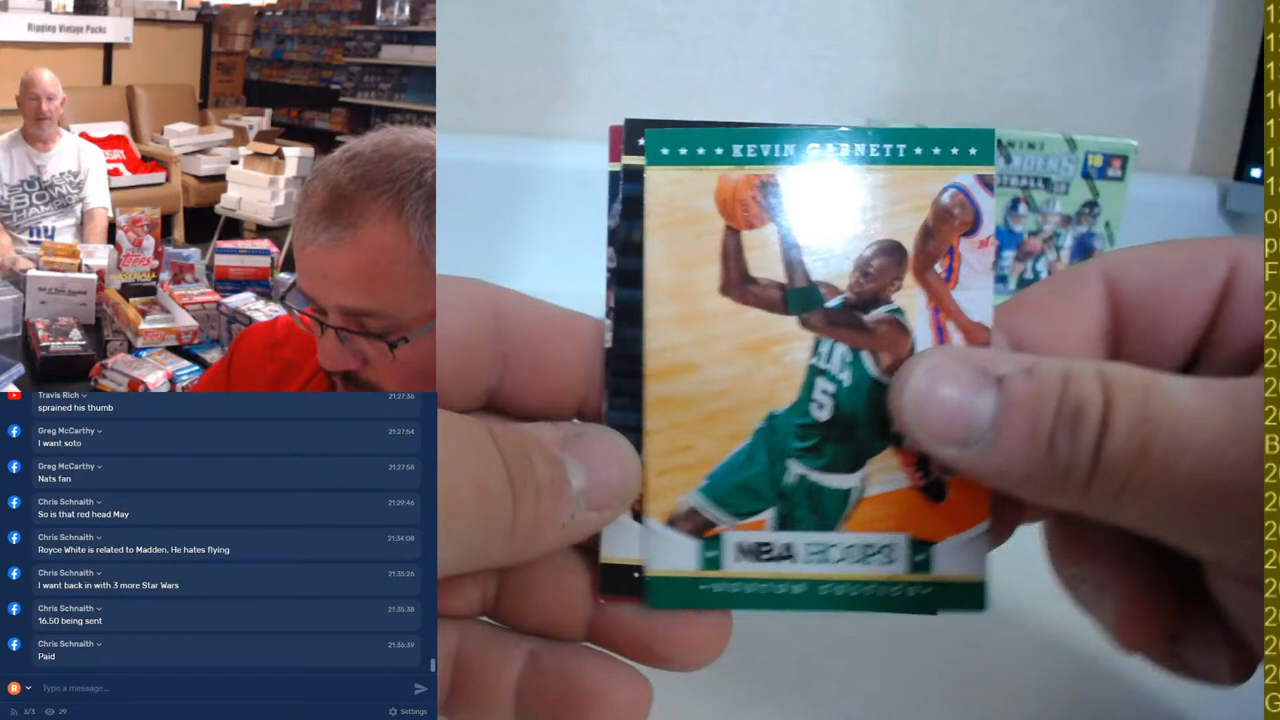 Ripping Vintage Packs
SUPER
BOWL
CHAMPIONS
TOPPS
BASEBALL
Travis Rich
21:27:36
sprained his thumb
Greg McCarthy
21:27:54
I want soto
Greg McCarthy
21:27:58
Nats fan
Chris Schnaith
21:29:46
So is that red head May
Chris Schnaith
21:34:08
Royce White is related to Madden. He hates flying
Chris Schnaith
21:35:26
I want back in with 3 more Star Wars
Chris Schnaith
21:35:38
16.50 being sent
Chris Schnaith
21:36:39
Paid
Type a message...
3/3
29
Settings
KEVIN GARNETT
5
NBA HOOPS
BOSTON CELTICS
18